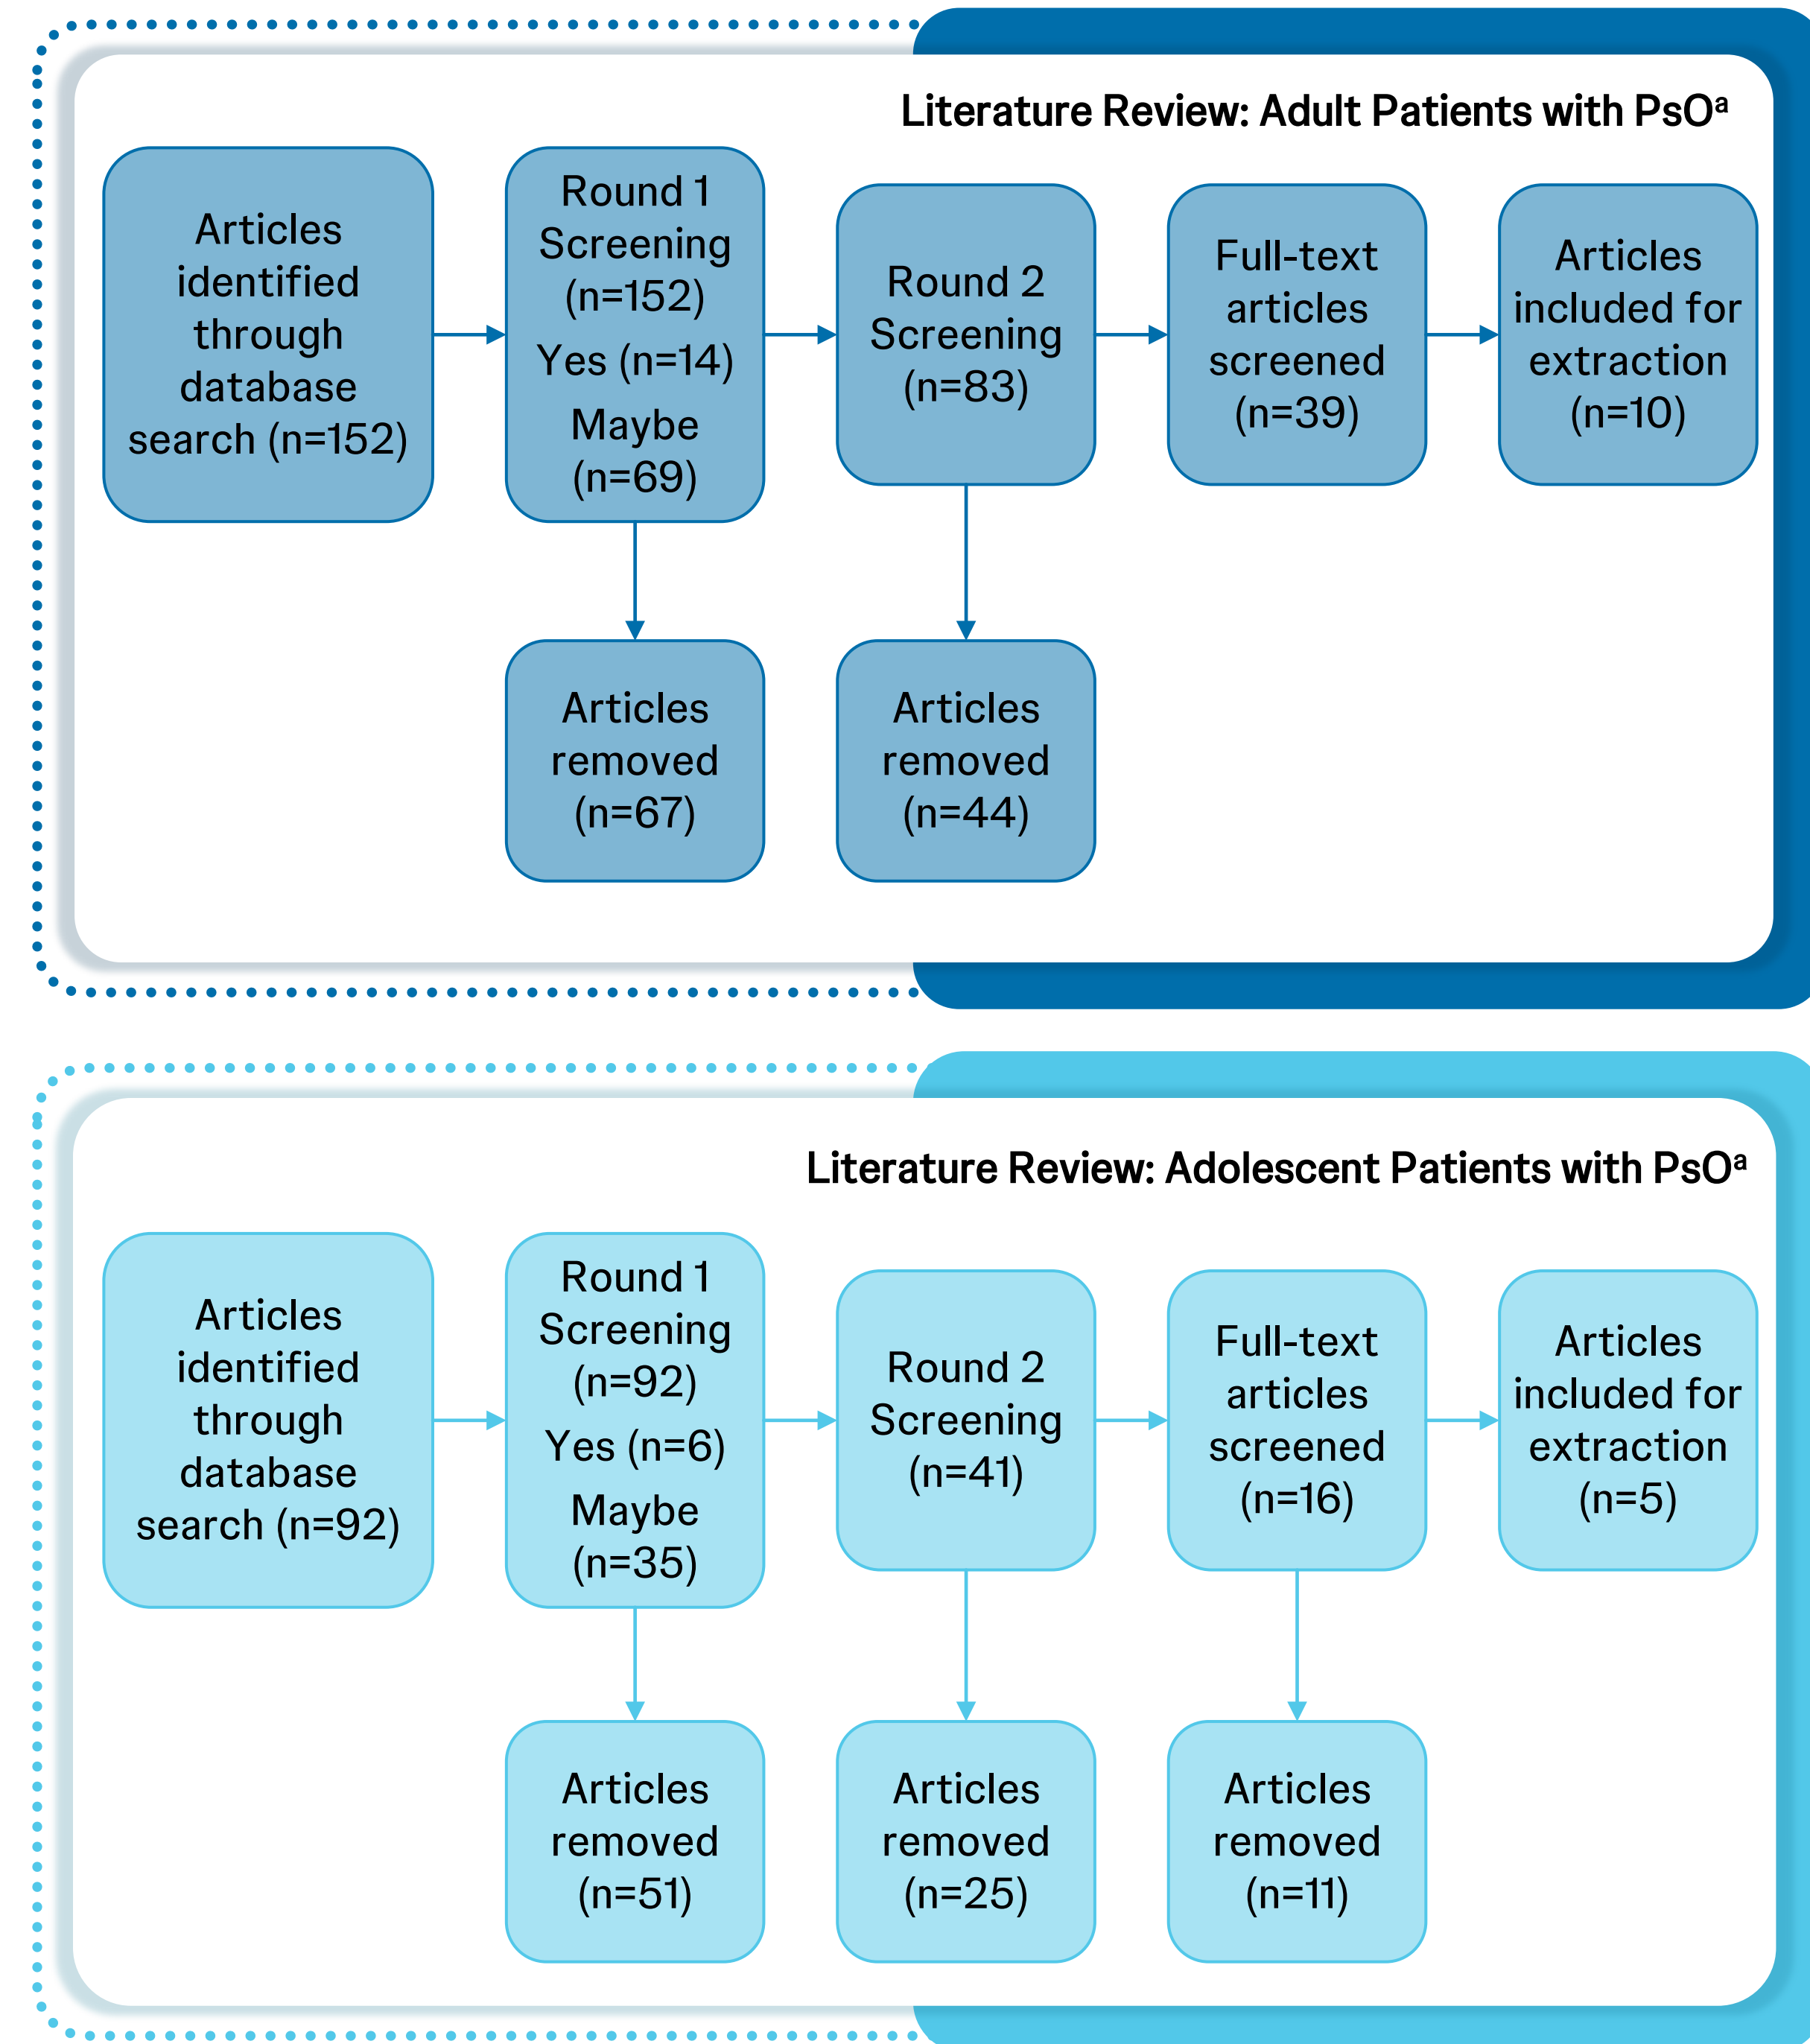 Literature Review: Adult Patients with PsOᵃ
Articles
identified
through
database
search (n=152)
Round 1
Screening
(n=152)
Yes (n=14)
Maybe
(n=69)
Round 2
Screening
(n=83)
Full-text
articles
screened
(n=39)
Articles
included for
extraction
(n=10)
Articles
removed
(n=67)
Articles
removed
(n=44)
Literature Review: Adolescent Patients with PsOᵃ
Articles
identified
through
database
search (n=92)
Round 1
Screening
(n=92)
Yes (n=6)
Maybe
(n=35)
Round 2
Screening
(n=41)
Full-text
articles
screened
(n=16)
Articles
included for
extraction
(n=5)
Articles
removed
(n=51)
Articles
removed
(n=25)
Articles
removed
(n=11)